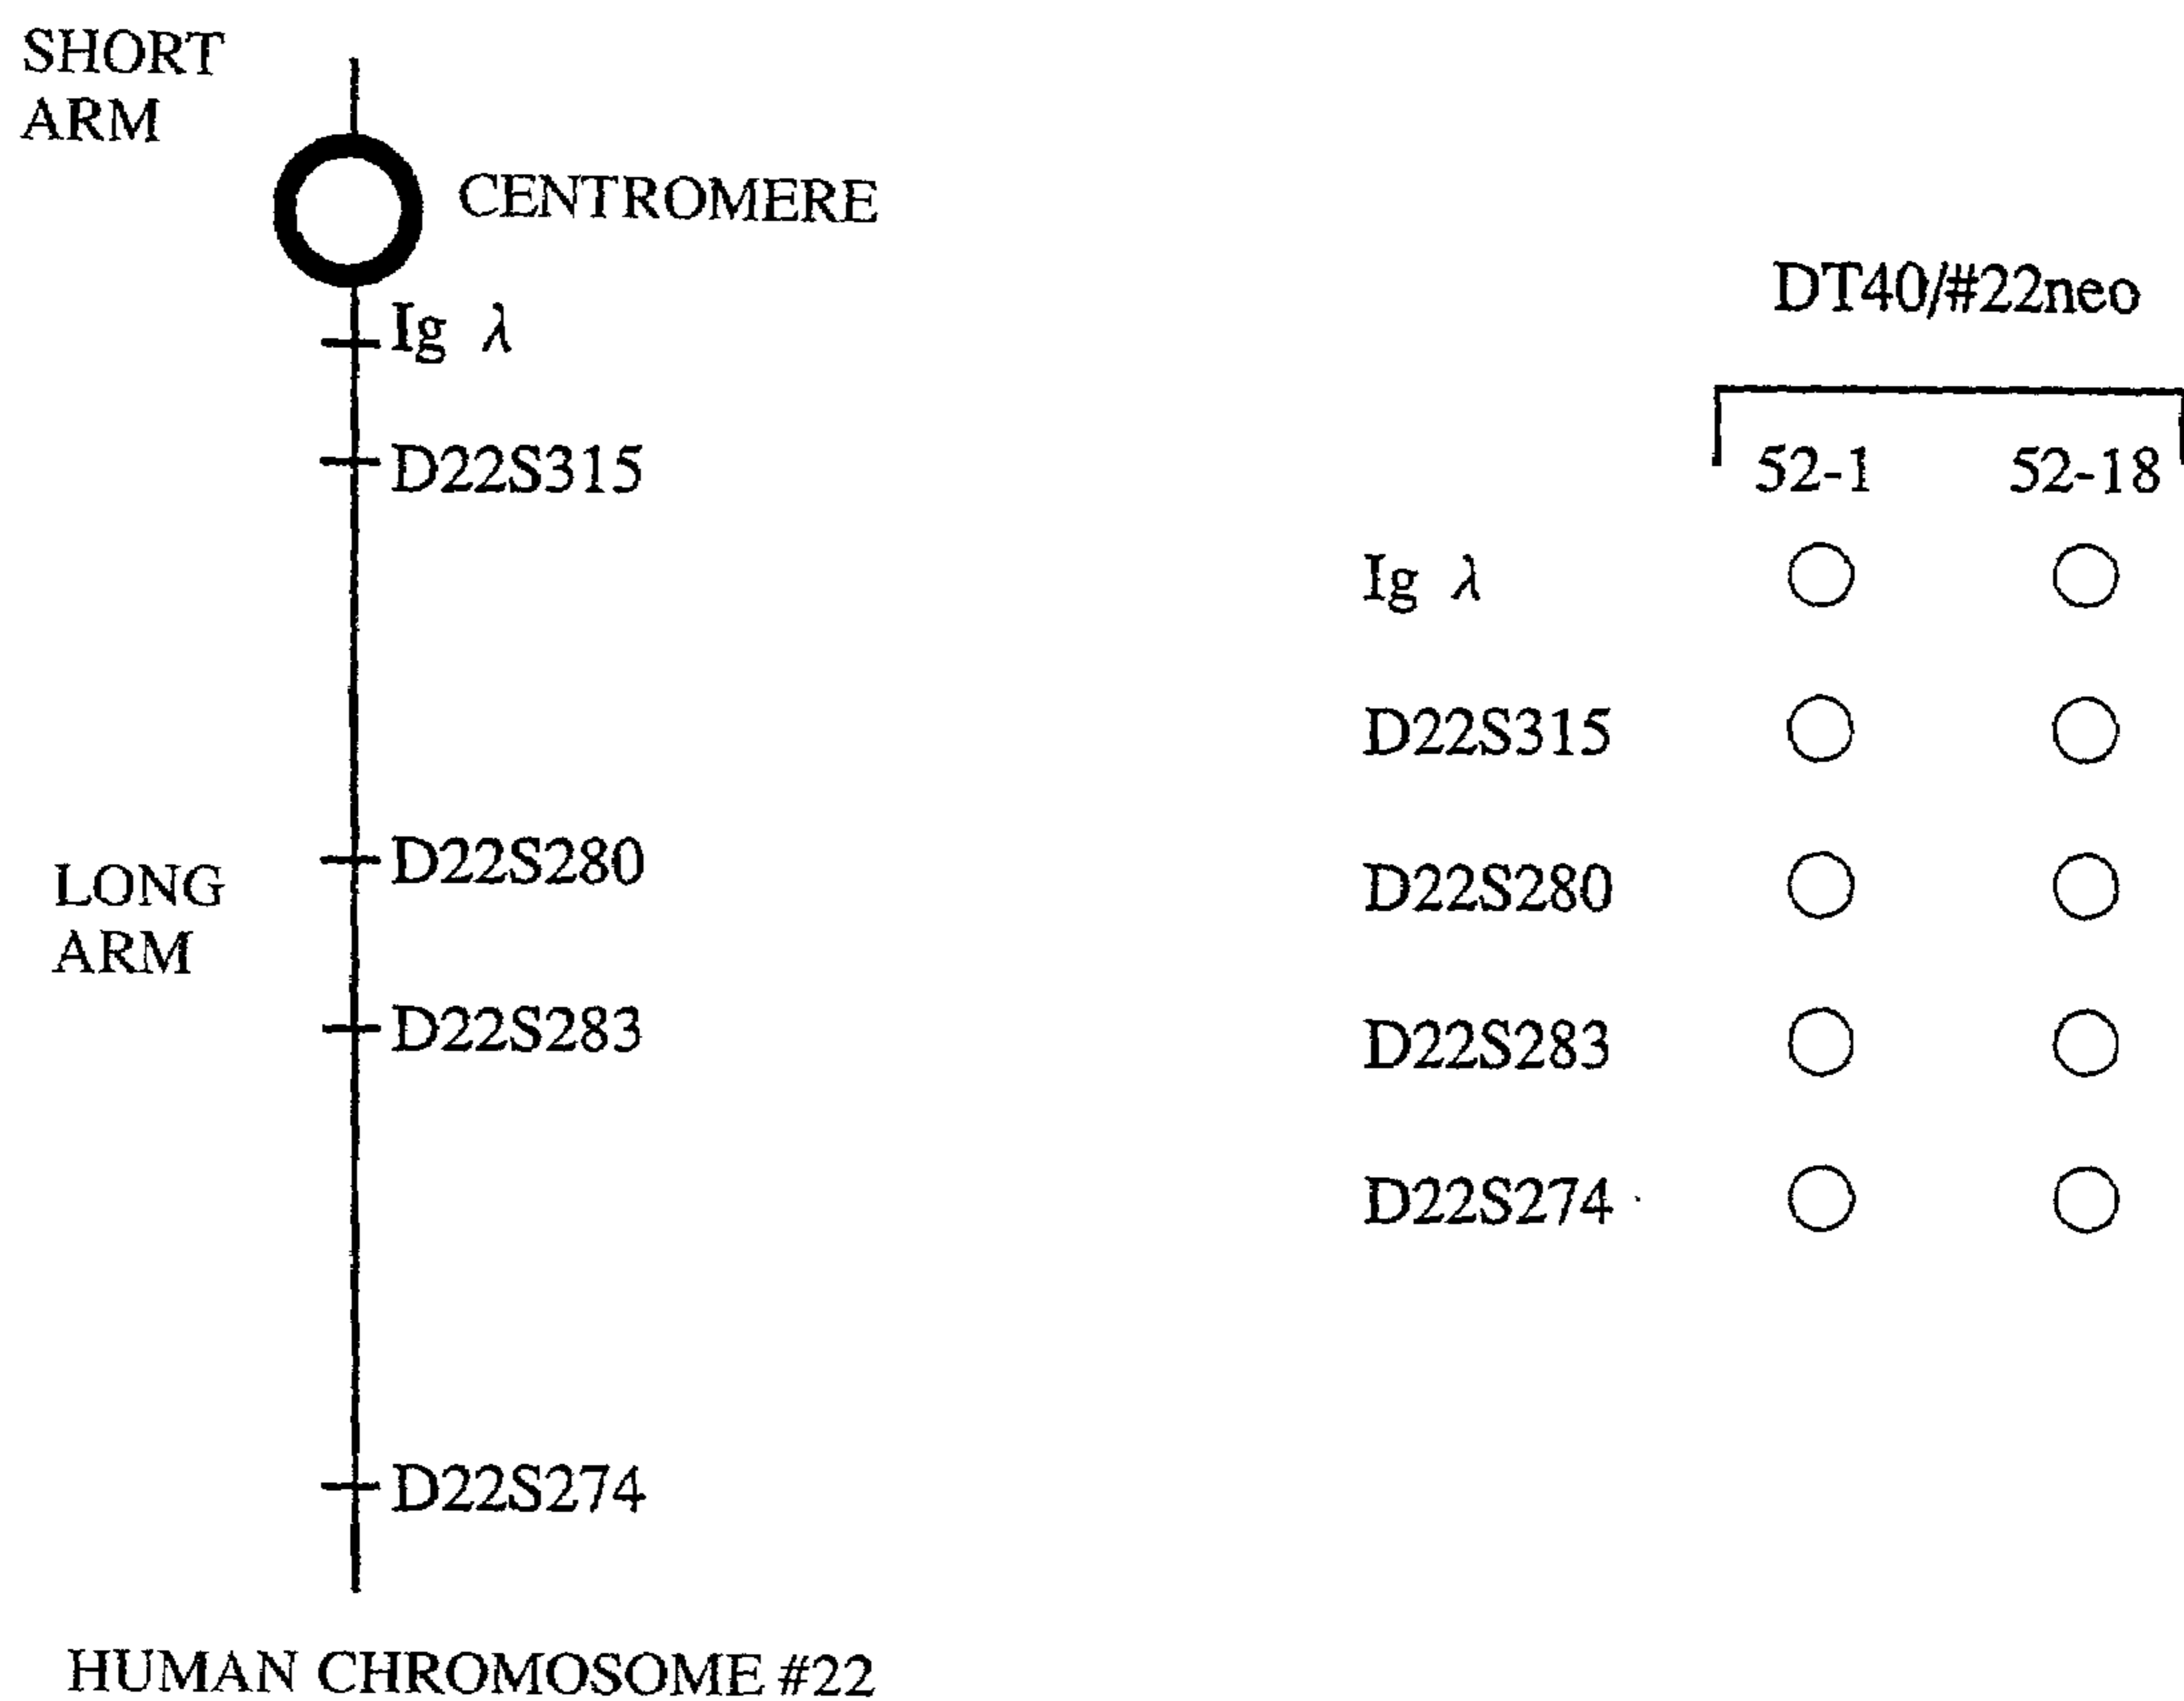 SHORT
ARM
CENTROMERE
Ig λ
D22S315
D22S280
LONG
ARM
D22S283
D22S274
HUMAN CHROMOSOME #22
DT40/#22neo
52-1 52-18
Ig λ
D22S315
D22S280
D22S283
D22S274